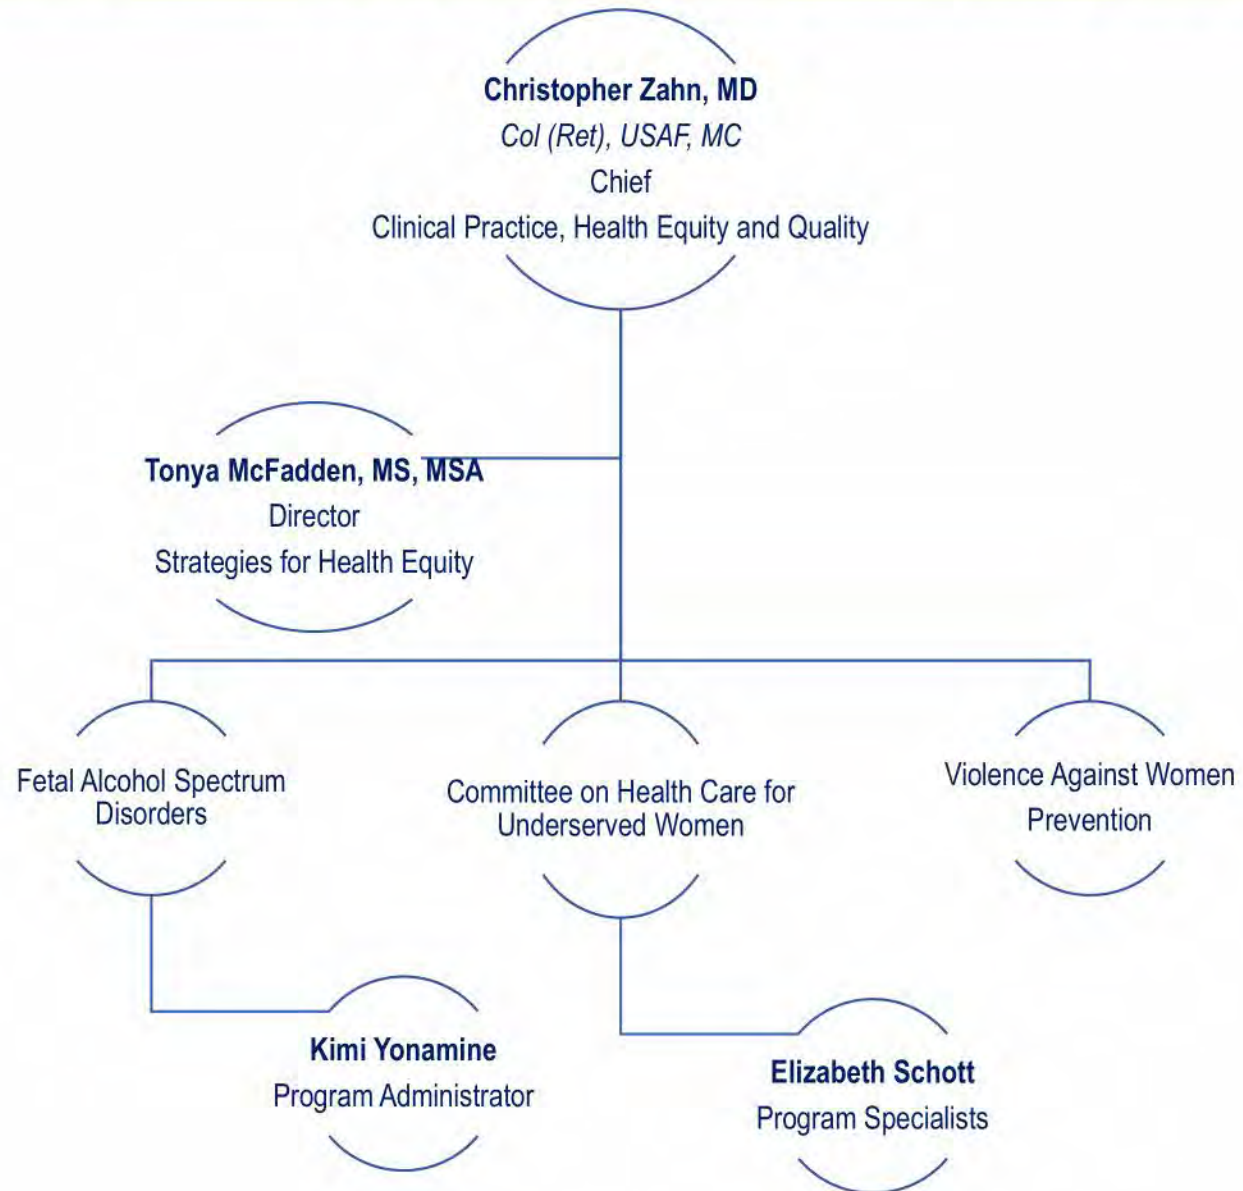 Christopher Zahn, MD
Col (Ret), USAF, MC
Chief
Clinical Practice, Health Equity and Quality
Tonya McFadden, MS, MSA
Director
Strategies for Health Equity
Fetal Alcohol Spectrum
Disorders
Committee on Health Care for
Underserved Women
Violence Against Women
Prevention
Kimi Yonamine
Program Administrator
Elizabeth Schott
Program Specialists